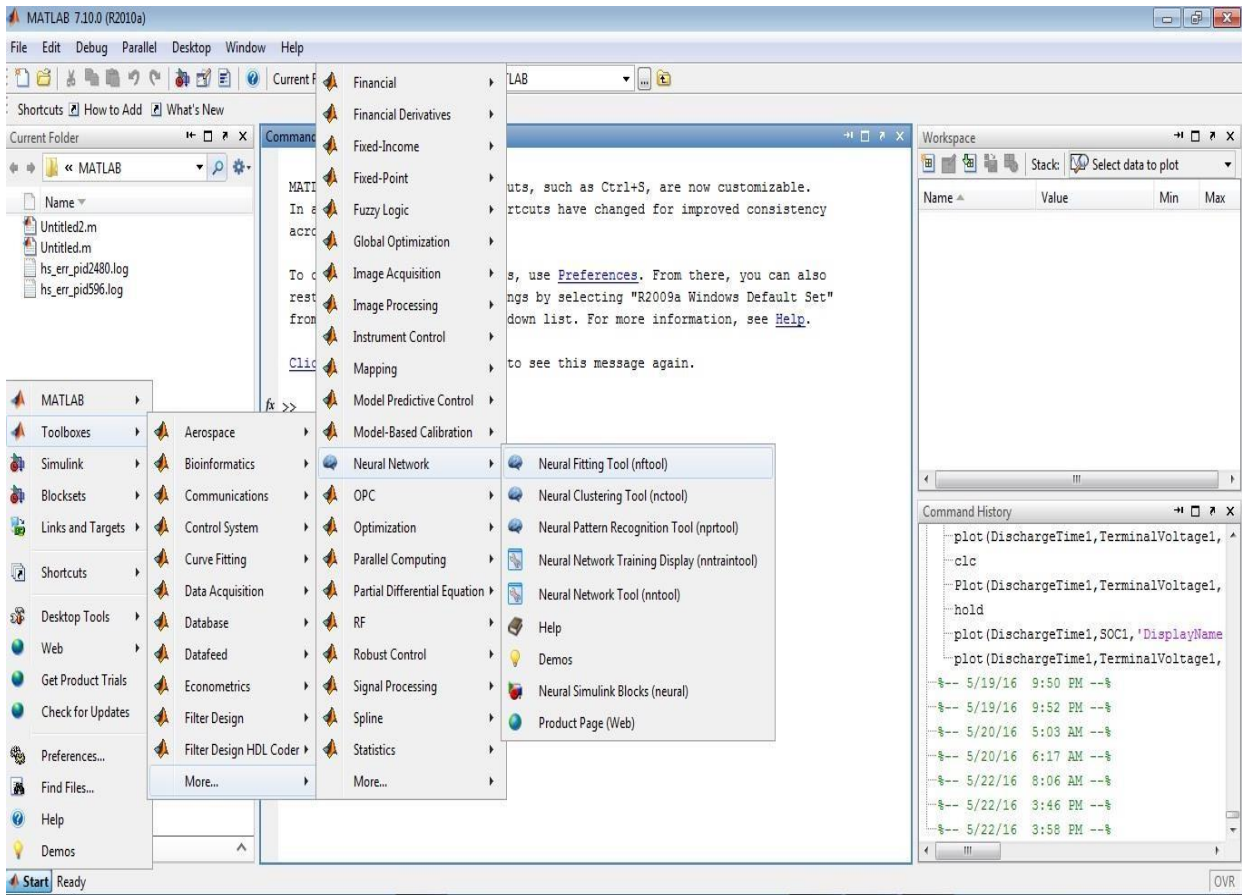 MATLAB 7.10.0 (R2010a)
File Edit Debug Parallel Desktop Window Help
Current F
LAB
Shortcuts How to Add What's New
Current Folder
« MATLAB
Name
Untitled2.m
Untitled.m
hs_err_pid2480.log
hs_err_pid596.log
Command
MATI
uts, such as Ctrl+S, are now customizable.
In a
rtcuts have changed for improved consistency
acro
To c
s, use Preferences. From there, you can also
rest
ngs by selecting "R2009a Windows Default Set"
from
down list. For more information, see Help.
Clic
to see this message again.
fx >>
MATLAB
Toolboxes
Simulink
Blocksets
Links and Targets
Shortcuts
Desktop Tools
Web
Get Product Trials
Check for Updates
Preferences...
Find Files...
Help
Demos
Start Ready
Aerospace
Bioinformatics
Communications
Control System
Curve Fitting
Data Acquisition
Database
Datafeed
Econometrics
Filter Design
Filter Design HDL Coder
More...
Financial
Financial Derivatives
Fixed-Income
Fixed-Point
Fuzzy Logic
Global Optimization
Image Acquisition
Image Processing
Instrument Control
Mapping
Model Predictive Control
Model-Based Calibration
Neural Network
OPC
Optimization
Parallel Computing
Partial Differential Equation
RF
Robust Control
Signal Processing
Spline
Statistics
More...
Neural Fitting Tool (nftool)
Neural Clustering Tool (nctool)
Neural Pattern Recognition Tool (nprtool)
Neural Network Training Display (nntraintool)
Neural Network Tool (nntool)
Help
Demos
Neural Simulink Blocks (neural)
Product Page (Web)
Workspace
Stack: Select data to plot
Name Value Min Max
Command History
plot(DischargeTime1,TerminalVoltage1,
clc
Plot(DischargeTime1,TerminalVoltage1,
hold
plot(DischargeTime1,SOC1,'DisplayName
plot(DischargeTime1,TerminalVoltage1,
%-- 5/19/16 9:50 PM --%
%-- 5/19/16 9:52 PM --%
%-- 5/20/16 5:03 AM --%
%-- 5/20/16 6:17 AM --%
%-- 5/22/16 8:06 AM --%
%-- 5/22/16 3:46 PM --%
%-- 5/22/16 3:58 PM --%
OVR